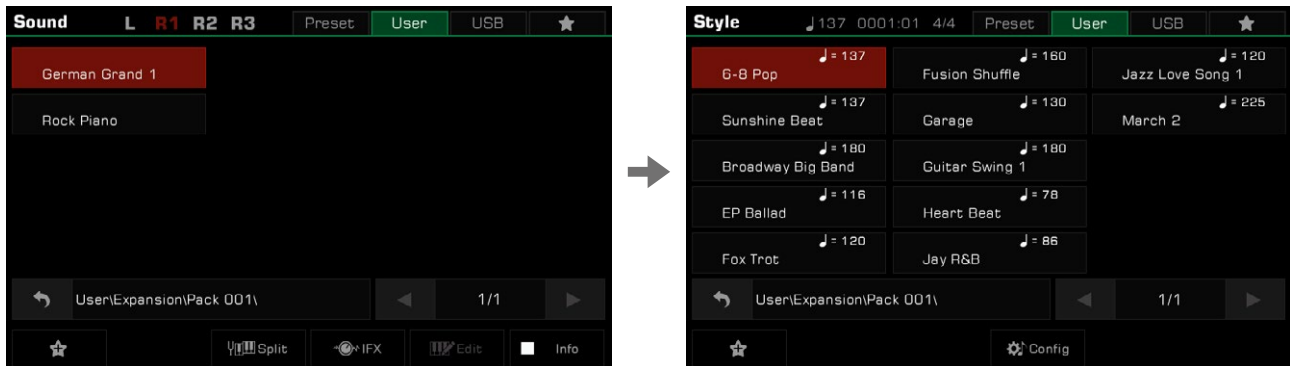 Sound L R1 R2 R3 Preset User USB
German Grand 1
Rock Piano
User\Expansion\Pack 001\ 1/1
Split IFX Edit Info
Style ♩137 0001:01 4/4 Preset User USB
♩= 137 ♩= 160 ♩= 120
6-8 Pop Fusion Shuffle Jazz Love Song 1
♩= 137 ♩= 130 ♩= 225
Sunshine Beat Garage March 2
♩= 180 ♩= 180
Broadway Big Band Guitar Swing 1
♩= 116 ♩= 78
EP Ballad Heart Beat
♩= 120 ♩= 86
Fox Trot Jay R&B
User\Expansion\Pack 001\ 1/1
Config